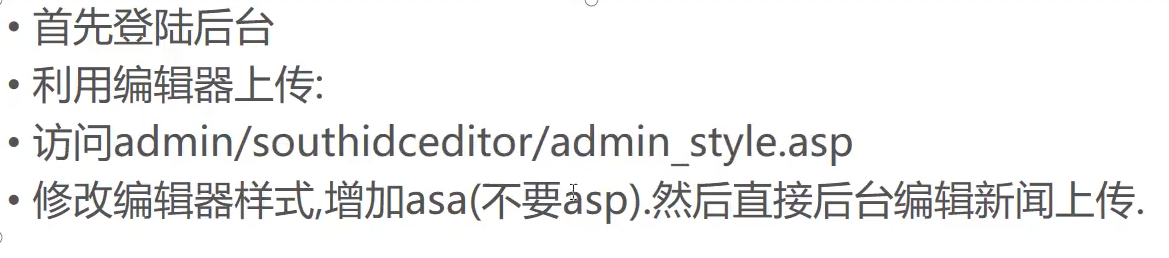 • 首先登陆后台
• 利用编辑器上传:
• 访问admin/southidceditor/admin_style.asp
• 修改编辑器样式,增加asa(不要asp).然后直接后台编辑新闻上传.